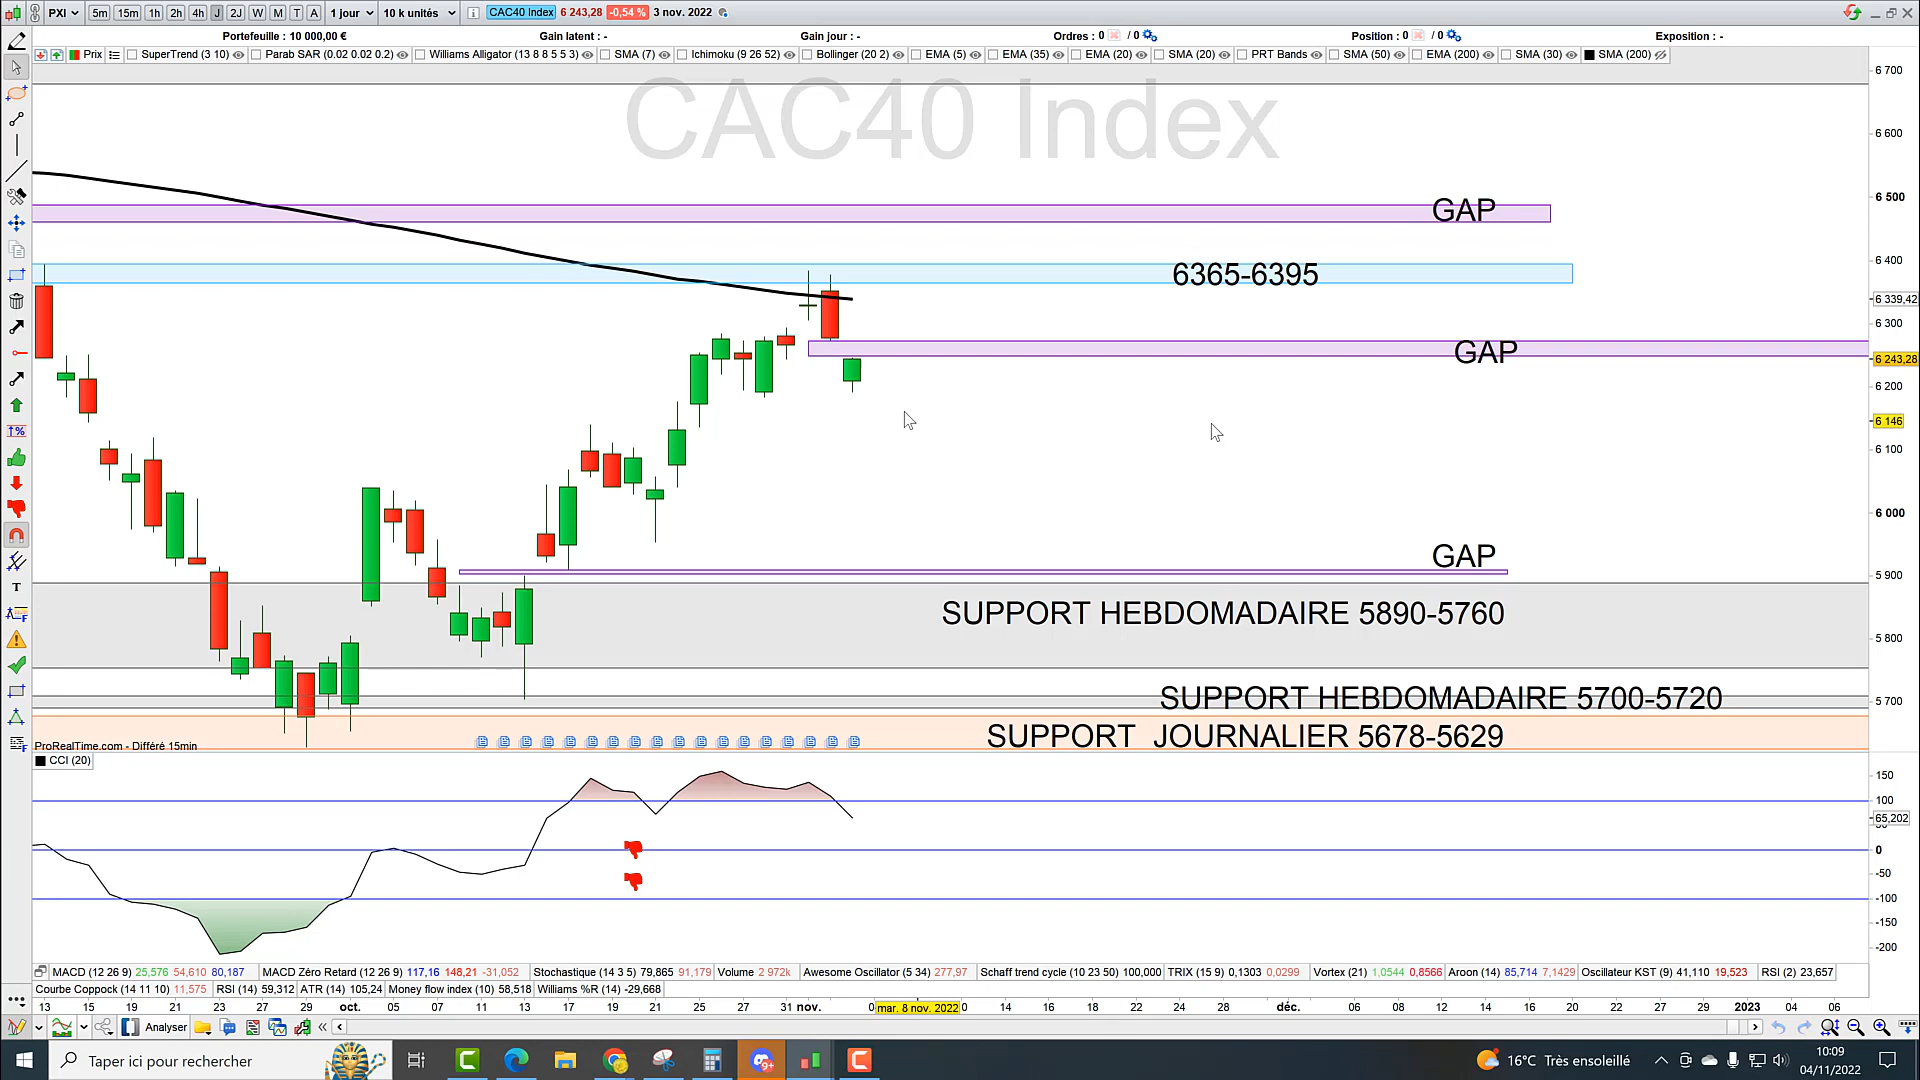 PXI 5m 15m 1h 2h 4h J 2J W M T A 1 jour 10 k unités CAC40 Index 6 243,28 -0,54 % 3 nov. 2022
Portefeuille : 10 000,00 € Gain latent : - Gain jour : - Ordres : 0 / 0 Position : 0 / 0 Exposition : -
Prix SuperTrend (3 10) Parab SAR (0.02 0.02 0.2) Williams Alligator (13 8 8 5 5 3) SMA (7) Ichimoku (9 26 52) Bollinger (20 2) EMA (5) EMA (35) EMA (20) SMA (20) PRT Bands SMA (50) EMA (200) SMA (30) SMA (200)
6 700
CAC40 Index
6 600
GAP
6 500
6 400
6365-6395
6 339,42
6 300
GAP
6 243,28
6 200
6 146
6 100
6 000
GAP
5 900
SUPPORT HEBDOMADAIRE 5890-5760
5 800
SUPPORT HEBDOMADAIRE 5700-5720
5 700
SUPPORT JOURNALIER 5678-5629
ProRealTime.com - Différé 15min
CCI (20)
150
100
65,202
0
-50
-100
-150
-200
MACD (12 26 9) 25,576 54,610 80,187 MACD Zéro Retard (12 26 9) 117,16 148,21 -31,052 Stochastique (14 3 5) 79,865 91,179 Volume 2 972k Awesome Oscillator (5 34) 277,97 Schaff trend cycle (10 23 50) 100,000 TRIX (15 9) 0,1303 0,0299 Vortex (21) 1,0544 0,8566 Aroon (14) 85,714 7,1429 Oscillateur KST (9) 41,110 19,523 RSI (2) 23,657
Courbe Coppock (14 11 10) 11,575 RSI (14) 59,312 ATR (14) 105,24 Money flow index (10) 58,518 Williams %R (14) -29,668
13 15 19 21 23 27 29 oct. 05 07 11 13 17 19 21 25 27 31 nov. mar. 8 nov. 2022 14 16 18 22 24 28 déc. 06 08 12 14 16 20 22 27 29 2023 04 06
Analyser
Taper ici pour rechercher 9+ 16°C Très ensoleillé 10:09
04/11/2022